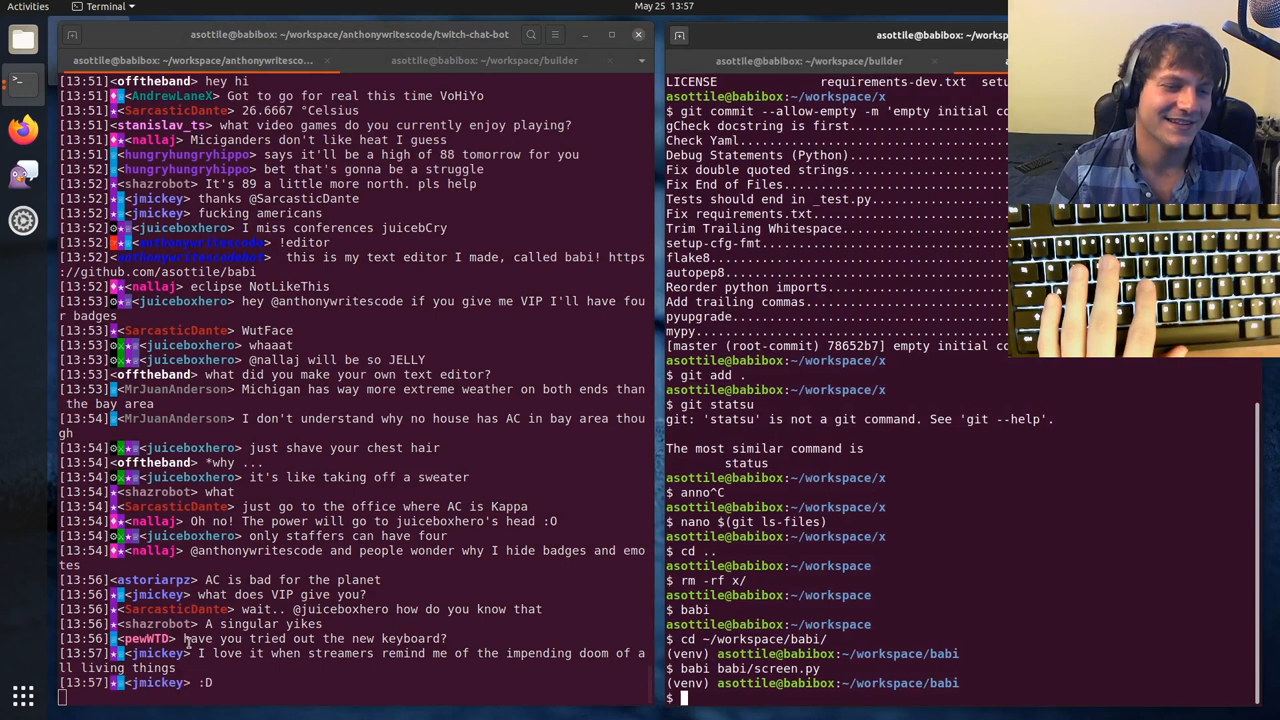 Activities
Terminal
May 25 13:57
asottile@babibox: ~/workspace/anthonywritescode/twitch-chat-bot
asottile@babibox: ~/workspace/anthonywritesco...
asottile@babibox: ~/workspace/builder
[13:51] <offtheband> hey hi
[13:51] <AndrewLaneX> Got to go for real this time VoHiYo
[13:51] <SarcasticDante> 26.6667 °Celsius
[13:51] <stanislav_ts> what video games do you currently enjoy playing?
[13:51] <nallaj> Miciganders don't like heat I guess
[13:52] <hungryhungryhippo> says it'll be a high of 88 tomorrow for you
[13:52] <hungryhungryhippo> bet that's gonna be a struggle
[13:52] <shazrobot> It's 89 a little more north. pls help
[13:52] <jmickey> thanks @SarcasticDante
[13:52] <jmickey> fucking americans
[13:52] <juiceboxhero> I miss conferences juicebCry
[13:52] <anthonywritescode> !editor
[13:52] <anthonywritescodebot> this is my text editor I made, called babi! https
://github.com/asottile/babi
[13:52] <nallaj> eclipse NotLikeThis
[13:53] <juiceboxhero> hey @anthonywritescode if you give me VIP I'll have fou
r badges
[13:53] <SarcasticDante> WutFace
[13:53] <juiceboxhero> whaaat
[13:53] <juiceboxhero> @nallaj will be so JELLY
[13:53] <offtheband> what did you make your own text editor?
[13:53] <MrJuanAnderson> Michigan has way more extreme weather on both ends than
the bay area
[13:54] <MrJuanAnderson> I don't understand why no house has AC in bay area thou
gh
[13:54] <juiceboxhero> just shave your chest hair
[13:54] <offtheband> *why ...
[13:54] <juiceboxhero> it's like taking off a sweater
[13:54] <shazrobot> what
[13:54] <SarcasticDante> just go to the office where AC is Kappa
[13:54] <nallaj> Oh no! The power will go to juiceboxhero's head :O
[13:54] <juiceboxhero> only staffers can have four
[13:54] <nallaj> @anthonywritescode and people wonder why I hide badges and emo
tes
[13:56] <astoriarpz> AC is bad for the planet
[13:56] <jmickey> what does VIP give you?
[13:56] <SarcasticDante> wait.. @juiceboxhero how do you know that
[13:56] <shazrobot> A singular yikes
[13:56] <pewWTD> have you tried out the new keyboard?
[13:57] <jmickey> I love it when streamers remind me of the impending doom of a
ll living things
[13:57] <jmickey> :D
asottile@babibox: ~/w
asottile@babibox: ~/workspace/builder
LICENSE requirements-dev.txt set
asottile@babibox:~/workspace/x
$ git commit --allow-empty -m 'empty initial c
gCheck docstring is first
Check Yaml
Debug Statements (Python)
Fix double quoted strings
Fix End of Files
Tests should end in _test.py
Fix requirements.txt
Trim Trailing Whitespace
setup-cfg-fmt
flake8
autopep8
Reorder python imports
Add trailing commas
pyupgrade
mypy
[master (root-commit) 78652b7] empty initial co
asottile@babibox:~/workspace/x
$ git add .
asottile@babibox:~/workspace/x
$ git statsu
git: 'statsu' is not a git command. See 'git --help'.
The most similar command is
status
asottile@babibox:~/workspace/x
$ anno^C
asottile@babibox:~/workspace/x
$ nano $(git ls-files)
asottile@babibox:~/workspace/x
$ cd ..
asottile@babibox:~/workspace
$ rm -rf x/
asottile@babibox:~/workspace
$ babi
asottile@babibox:~/workspace
$ cd ~/workspace/babi/
(venv) asottile@babibox:~/workspace/babi
$ babi babi/screen.py
(venv) asottile@babibox:~/workspace/babi
$